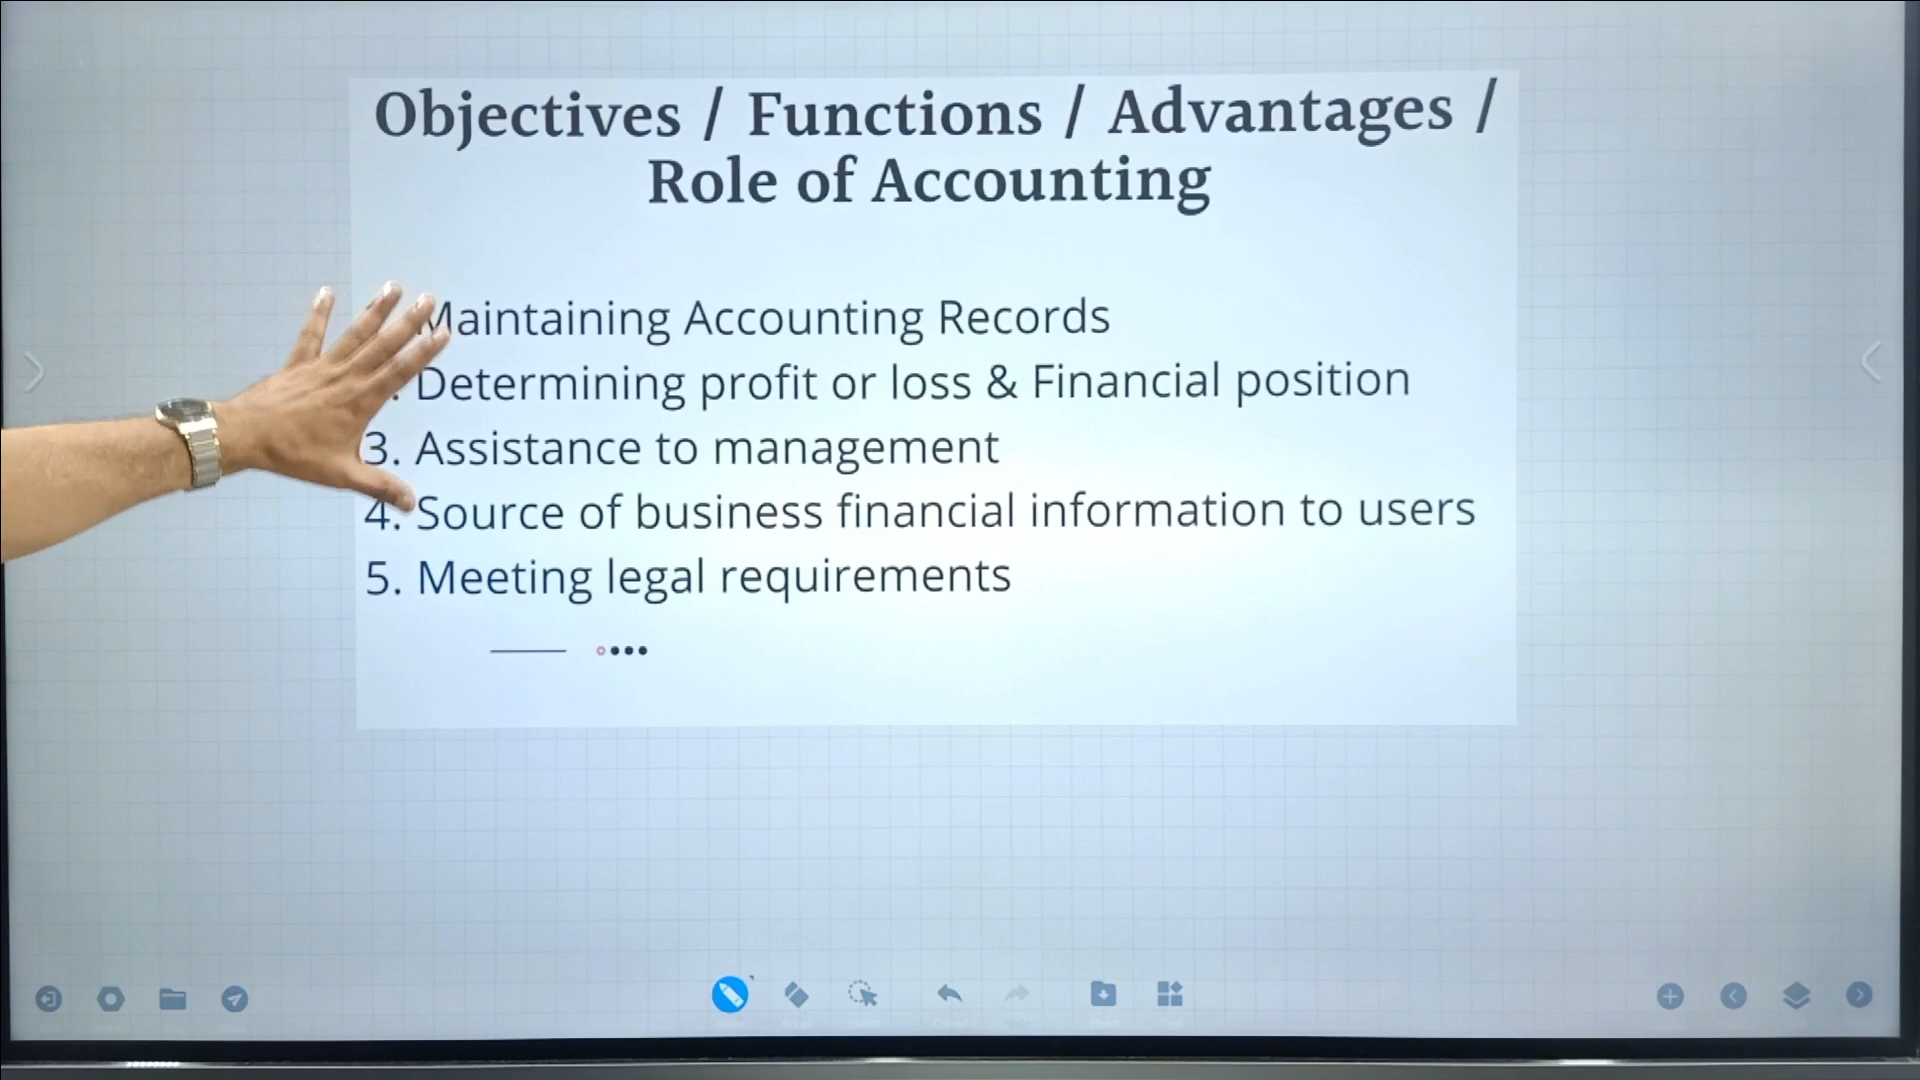 Objectives / Functions / Advantages /
Role of Accounting
Maintaining Accounting Records
Determining profit or loss & Financial position
3. Assistance to management
4. Source of business financial information to users
5. Meeting legal requirements